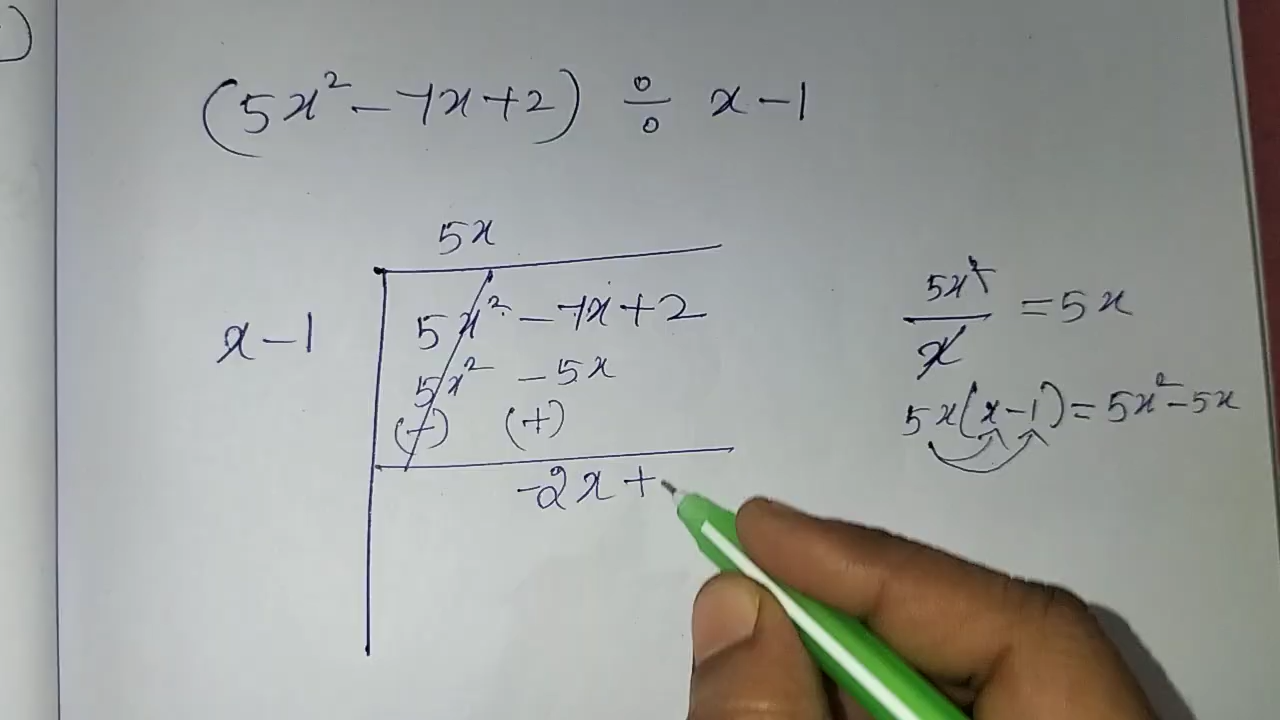 )
(5x² - 7x + 2) ÷ x - 1
5x
x - 1
5x² - 7x + 2
5x² - 5x
(-) (+)
-2x +
5x²/x = 5x
5x(x - 1) = 5x² - 5x